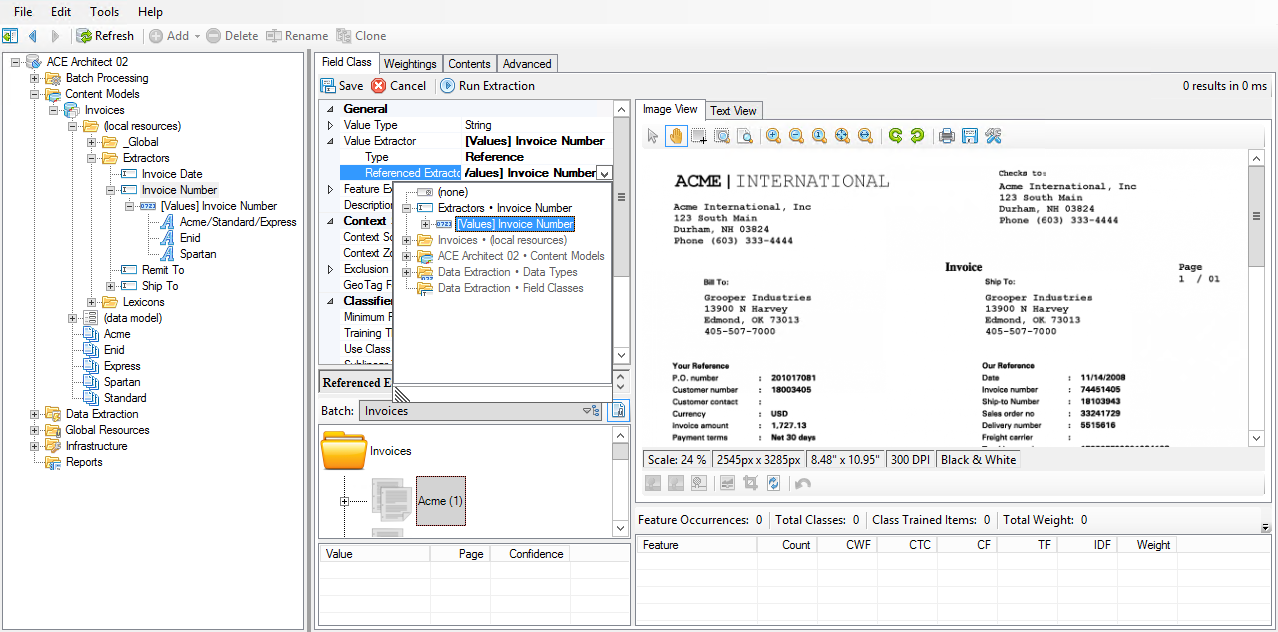 File Edit Tools Help
Refresh Add Delete Rename Clone
ACE Architect 02
Batch Processing
Content Models
Invoices
(local resources)
_Global
Extractors
Invoice Date
Invoice Number
[Values] Invoice Number
Acme/Standard/Express
Enid
Spartan
Remit To
Ship To
Lexicons
(data model)
Acme
Enid
Express
Spartan
Standard
Data Extraction
Global Resources
Infrastructure
Reports
Field Class Weightings Contents Advanced
Save Cancel Run Extraction 0 results in 0 ms
General
Value Type String
Value Extractor [Values] Invoice Number
Type Reference
Referenced Extracto Values] Invoice Number
Feature Ex
Description
Context
Context Sc
Context Zo
Exclusion
GeoTag F
Classifier
Minimum F
Training T
Use Class
(none)
Extractors • Invoice Number
[Values] Invoice Number
Invoices • (local resources)
ACE Architect 02 • Content Models
Data Extraction • Data Types
Data Extraction • Field Classes
Referenced E
Batch: Invoices
Invoices
Acme (1)
Value Page Confidence
Image View Text View
ACME | INTERNATIONAL
Acme International, Inc
123 South Main
Durham, NH 03824
Phone (603) 333-4444
Checks to:
Acme International, Inc
123 South Main
Durham, NH 03824
Phone (603) 333-4444
Invoice
Page
1 / 01
Bill To:
Grooper Industries
13900 N Harvey
Edmond, OK 73013
405-507-7000
Ship To:
Grooper Industries
13900 N Harvey
Edmond, OK 73013
405-507-7000
Your Reference
P.O. number : 201017081
Customer number : 18003405
Customer contact :
Currency : USD
Invoice amount : 1,727.13
Payment terms : Net 30 days
Our Reference
Date : 11/14/2008
Invoice number : 74451405
Ship-to Number : 18103943
Sales order no : 33241729
Delivery number : 5515616
Freight carrier :
Scale: 24 % 2545px x 3285px 8.48" x 10.95" 300 DPI Black & White
Feature Occurrences: 0 Total Classes: 0 Class Trained Items: 0 Total Weight: 0
Feature Count CWF CTC CF TF IDF Weight